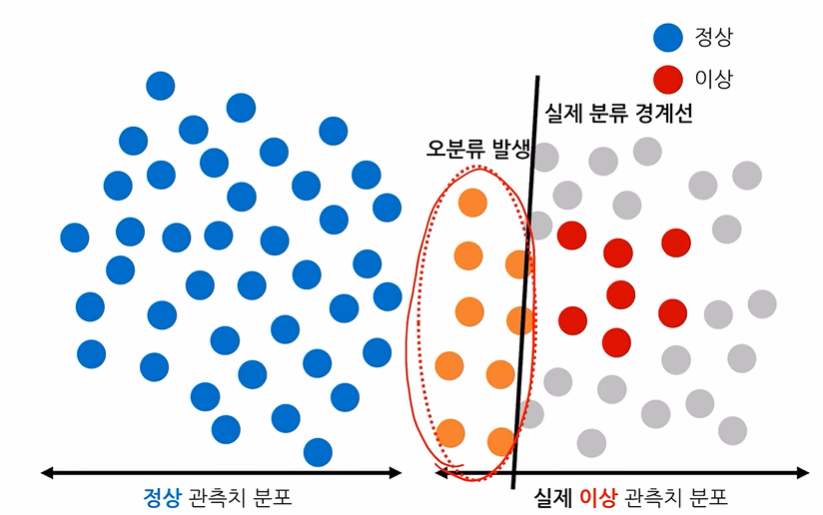 정상
이상
실제 분류 경계선
오분류 발생
정상 관측치 분포
실제 이상 관측치 분포